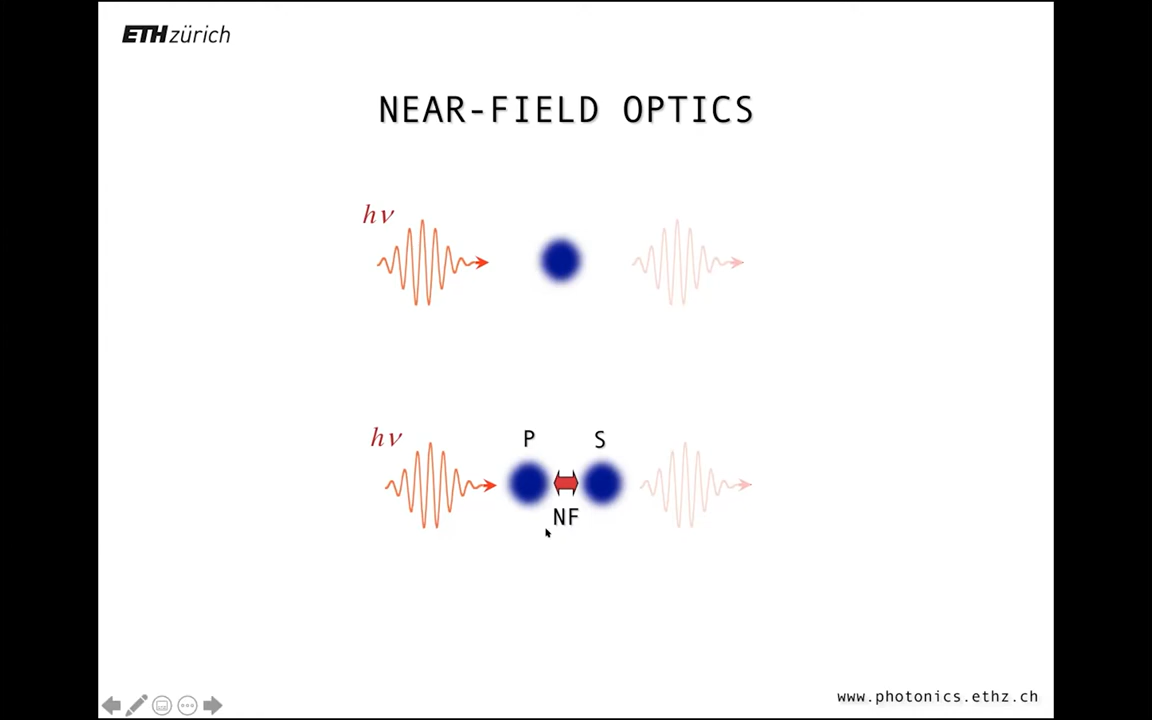 ETH zürich
NEAR-FIELD OPTICS
hν
hν
P S
NF
www.photonics.ethz.ch